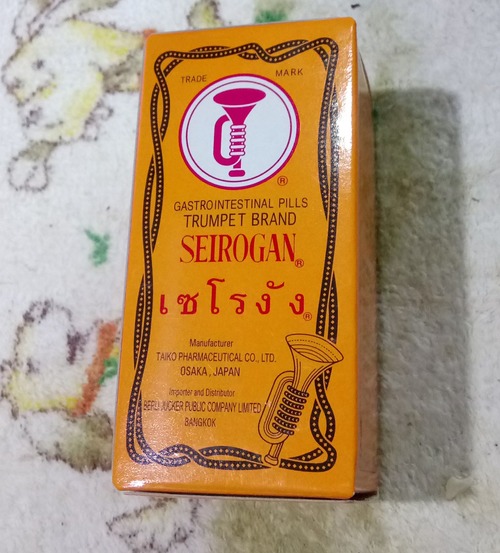 TRADE MARK
®
GASTROINTESTINAL PILLS
TRUMPET BRAND
SEIROGAN®
เซโรงัง®
Manufacturer
TAIKO PHARMACEUTICAL CO., LTD.
OSAKA, JAPAN
Importer and Distributor
BERLI JUCKER PUBLIC COMPANY LIMITED
BANGKOK